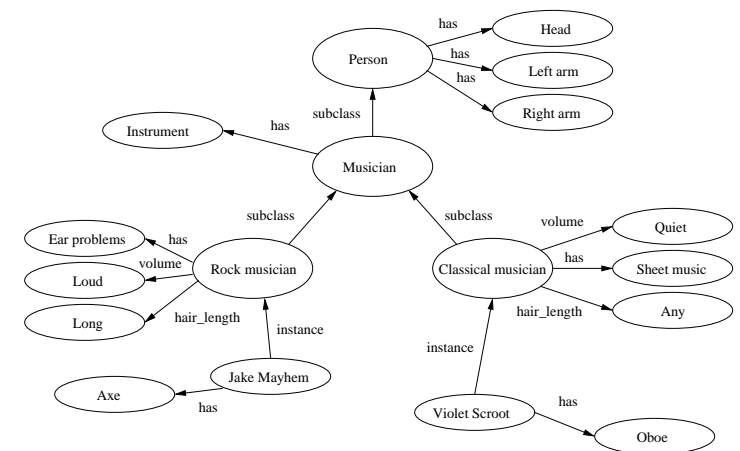 has
Head
Person
has
Left arm
has
Right arm
subclass
Instrument
has
Musician
subclass
subclass
Ear problems
has
volume
Quiet
volume
Loud
Rock musician
Classical musician
has
Sheet music
Long
hair_length
hair_length
Any
instance
instance
Jake Mayhem
Axe
has
Violet Scroot
has
Oboe